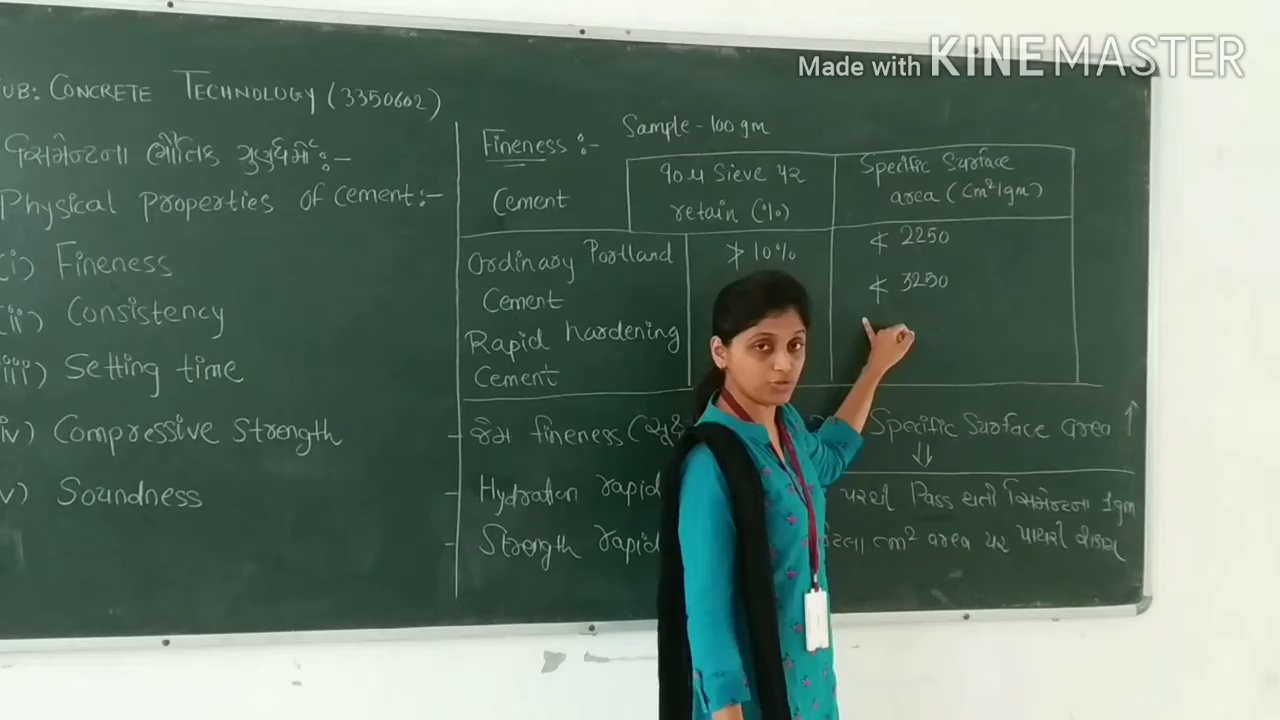 Made with KINEMASTER
SUB: CONCRETE TECHNOLOGY (3350602)
ભૌતિક ગુણધર્મો :-
Physical properties of cement:-
(i) Fineness
(ii) Consistency
(iii) Setting time
(iv) Compressive Strength
(v) Soundness
Fineness :- Sample - 100 gm
Cement
૧૦ μ Sieve પર
retain (%)
Specific Surface
area (cm²/gm)
Ordinary Portland
Cement
≯ 10%
≮ 2250
≮ 3250
Rapid hardening
Cement
- જેમ fineness Specific Surface area ↑
⇓
- Hydration rapid
- Strength rapid
પરથી Pass થતી સિમેન્ટના 1gm
cm² area પર